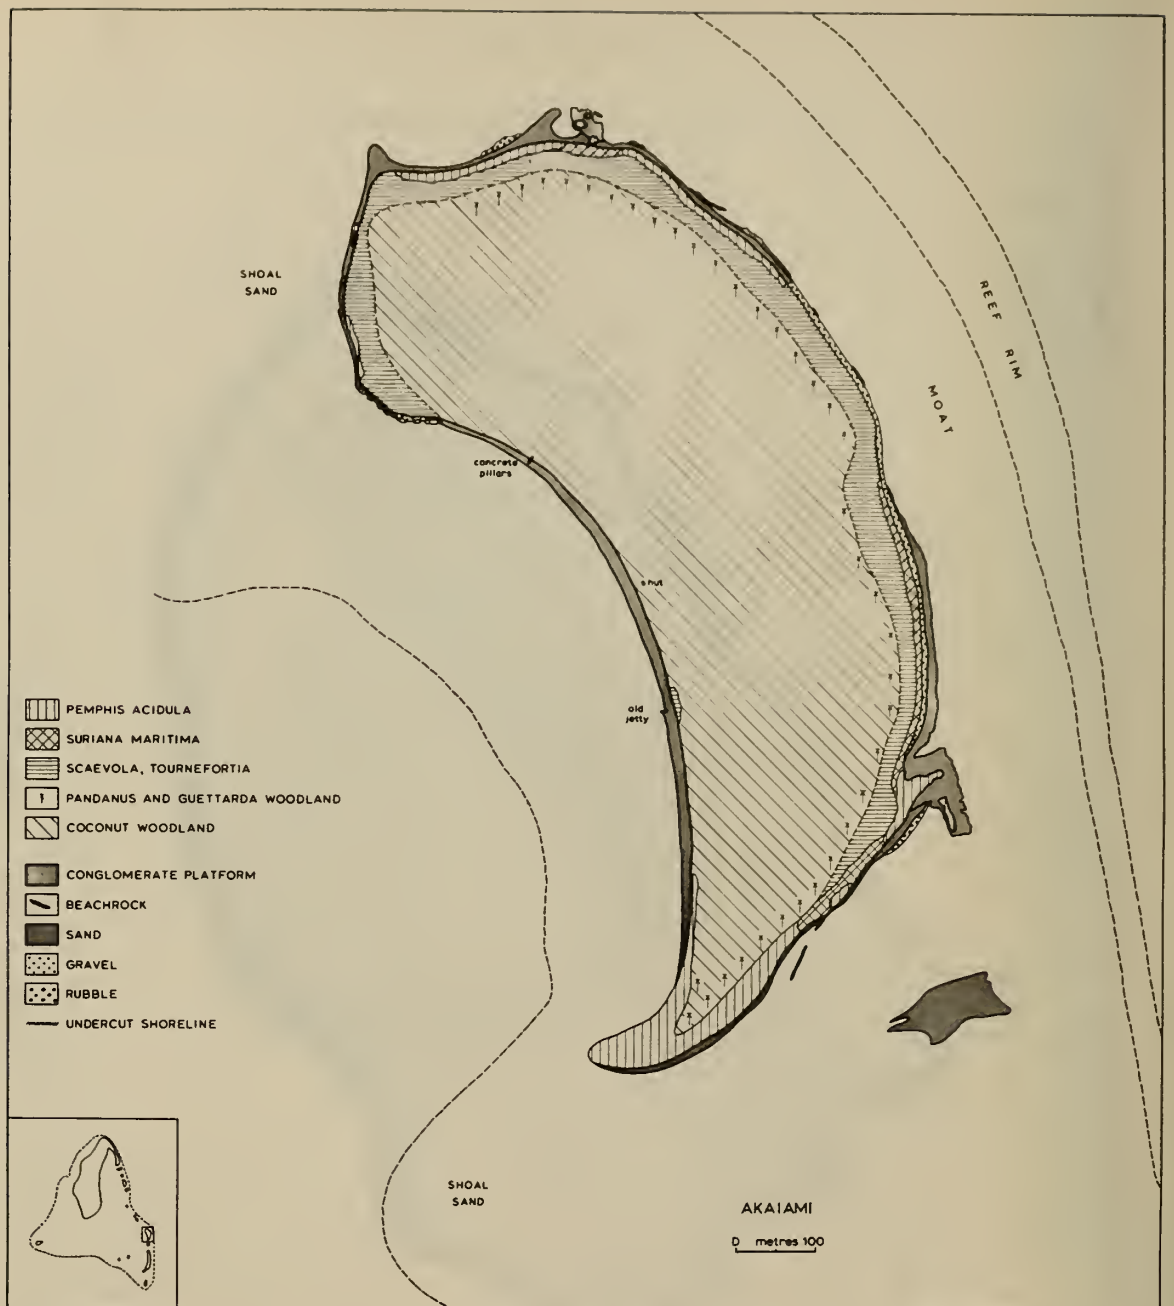 SHOAL
SAND
REEF RIM
MOAT
concrete
pillars
hut
old
jetty
PEMPHIS ACIDULA
SURIANA MARITIMA
SCAEVOLA, TOURNEFORTIA
PANDANUS AND GUETTARDA WOODLAND
COCONUT WOODLAND
CONGLOMERATE PLATFORM
BEACHROCK
SAND
GRAVEL
RUBBLE
UNDERCUT SHORELINE
SHOAL
SAND
AKAIAMI
0 metres 100